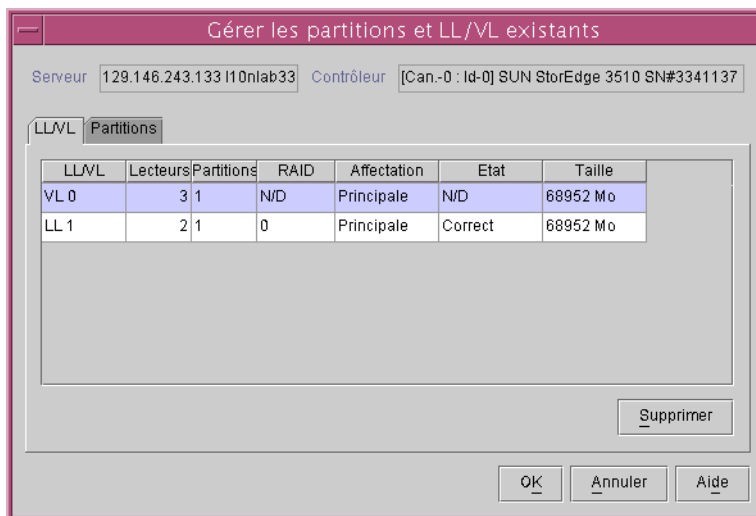 Gérer les partitions et LL/VL existants
Serveur 129.146.243.133 l10nlab33 Contrôleur [Can.-0 : Id-0] SUN StorEdge 3510 SN#3341137
LL/VL Partitions
LL/VL Lecteurs Partitions RAID Affectation Etat Taille
VL 0 3 1 N/D Principale N/D 68952 Mo
LL 1 2 1 0 Principale Correct 68952 Mo
Supprimer
OK Annuler Aide